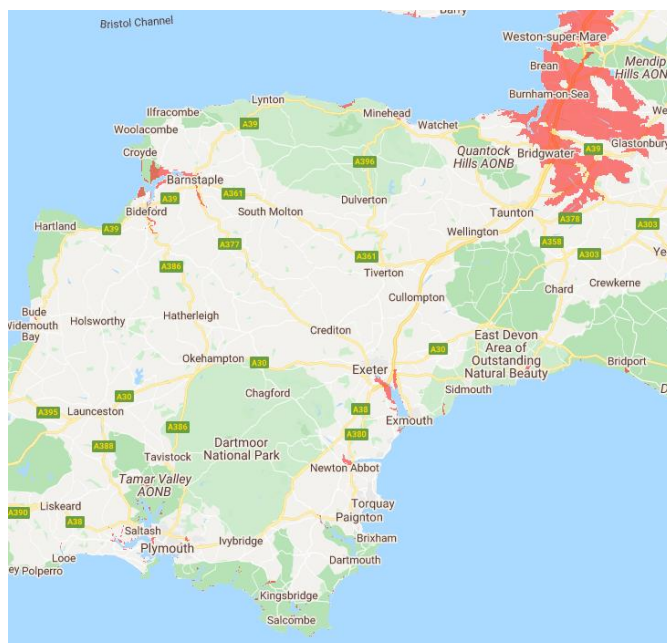 Barry
Bristol Channel
Weston-super-Mare
Brean
Mendip
Hills AONB
Burnham-on-Sea
We
Ilfracombe
Lynton
Minehead
Watchet
Woolacombe
A39
Croyde
A396
Quantock
Hills AONB
Bridgwater
A39
Glastonbury
Barnstaple
A39
A361
Dulverton
Bideford
South Molton
Taunton
A378
Hartland
A39
A377
Wellington
A358
A303
A303
Ye
A386
A361
Tiverton
Crewkerne
Cullompton
Chard
Bude
Widemouth
Bay
Holsworthy
Hatherleigh
Crediton
East Devon
Area of
Outstanding
Natural Beauty
Okehampton
A30
Exeter
A30
Bridport
A30
Chagford
Sidmouth
D
A395
Launceston
A38
Exmouth
A386
A380
A388
Dartmoor
National Park
Tavistock
Newton Abbot
Tamar Valley
AONB
A390
Liskeard
Torquay
A38
Paignton
Saltash
Ivybridge
Brixham
Looe
Plymouth
ey
Polperro
Dartmouth
Kingsbridge
Salcombe